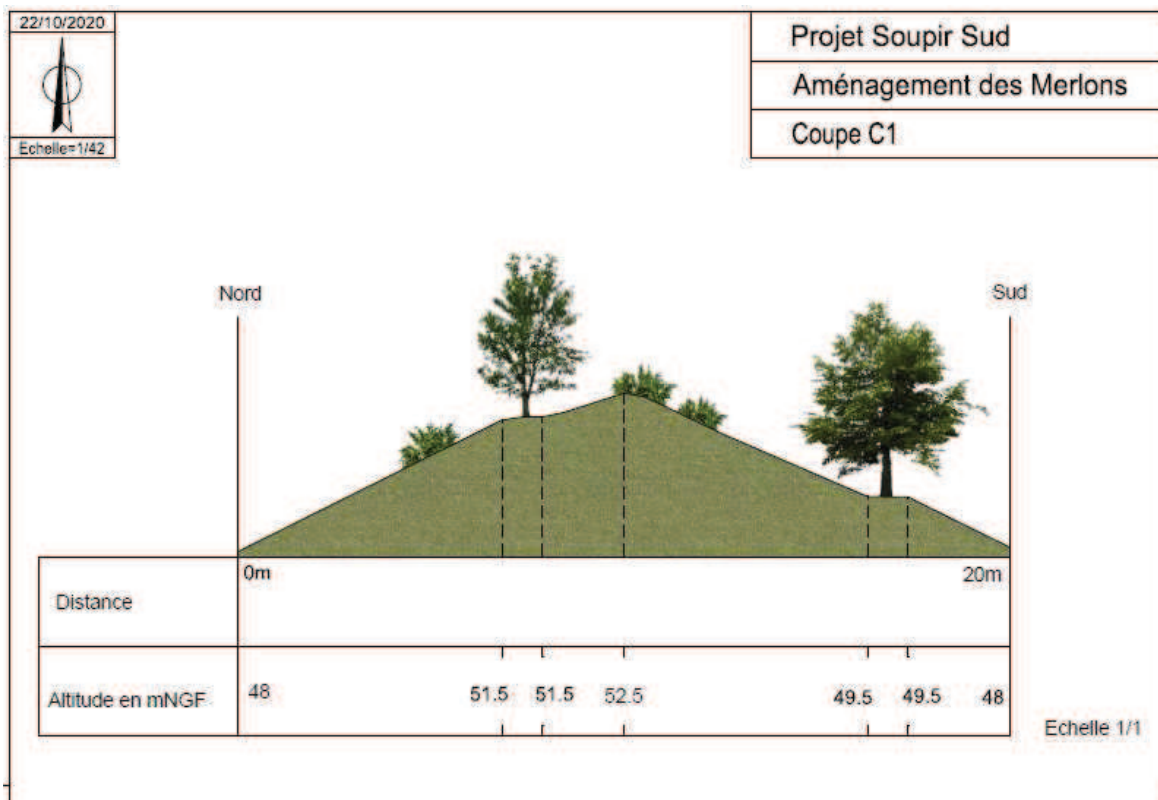 22/10/2020
Echelle=1/42
Projet Soupir Sud
Aménagement des Merlons
Coupe C1
Nord
Sud
0m
20m
Distance
Altitude en mNGF
48
51.5
51.5
52.5
49.5
49.5
48
Echelle 1/1